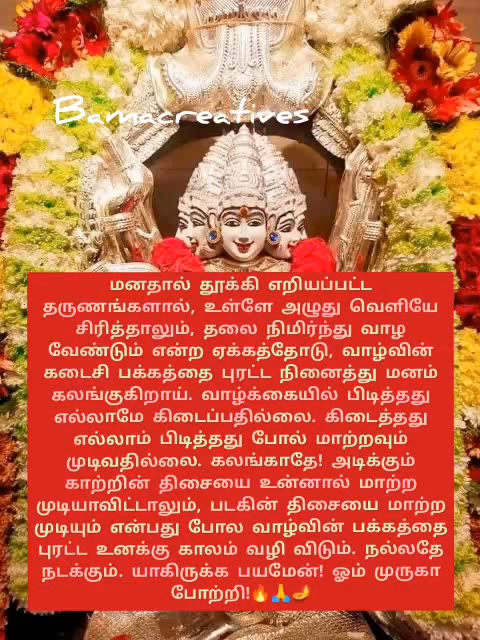 Bamacreatives
மனதால் தூக்கி எறியப்பட்ட
தருணங்களால், உள்ளே அழுது வெளியே
சிரித்தாலும், தலை நிமிர்ந்து வாழ
வேண்டும் என்ற ஏக்கத்தோடு, வாழ்வின்
கடைசி பக்கத்தை புரட்ட நினைத்து மனம்
கலங்குகிறாய். வாழ்க்கையில் பிடித்தது
எல்லாமே கிடைப்பதில்லை. கிடைத்தது
எல்லாம் பிடித்தது போல் மாற்றவும்
முடிவதில்லை. கலங்காதே! அடிக்கும்
காற்றின் திசையை உன்னால் மாற்ற
முடியாவிட்டாலும், படகின் திசையை மாற்ற
முடியும் என்பது போல வாழ்வின் பக்கத்தை
புரட்ட உனக்கு காலம் வழி விடும். நல்லதே
நடக்கும். யாகிருக்க பயமேன்! ஓம் முருகா
போற்றி!🔥🙏🪔